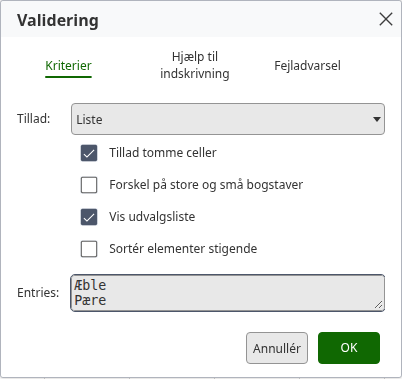 Validering
Kriterier
Hjælp til
indskrivning
Fejladvarsel
Tillad:
Liste
Tillad tomme celler
Forskel på store og små bogstaver
Vis udvalgsliste
Sortér elementer stigende
Entries:
Æble
Pære
Annullér
OK